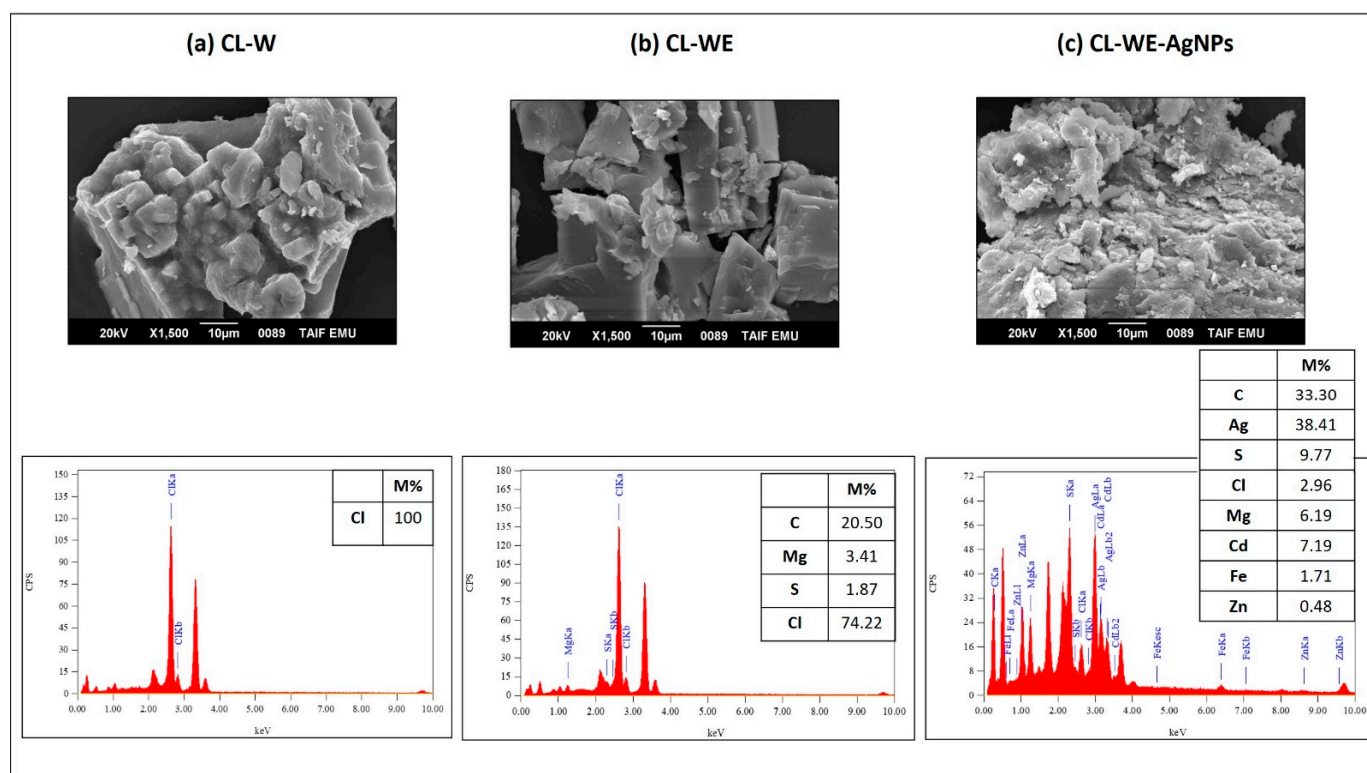 (a) CL-W
(b) CL-WE
(c) CL-WE-AgNPs
20kV X1,500 10µm 0089 TAIF EMU
20kV X1,500 10µm 0089 TAIF EMU
20kV X1,500 10µm 0089 TAIF EMU
M%
Cl 100
CPS
150
135
120
105
90
75
60
45
30
15
0
ClKa
ClKb
0.00 1.00 2.00 3.00 4.00 5.00 6.00 7.00 8.00 9.00 10.00
keV
M%
C 20.50
Mg 3.41
S 1.87
Cl 74.22
CPS
180
165
150
135
120
105
90
75
60
45
30
15
0
MgKa
SKa
SKb
ClKa
ClKb
0.00 1.00 2.00 3.00 4.00 5.00 6.00 7.00 8.00 9.00 10.00
keV
M%
C 33.30
Ag 38.41
S 9.77
Cl 2.96
Mg 6.19
Cd 7.19
Fe 1.71
Zn 0.48
CPS
72
64
56
48
40
32
24
16
8
0
CKa
FeLl
FeLa
ZnLl
ZnLa
MgKa
SKa
SKb
ClKa
ClKb
AgLa
CdLa
AgLb
CdLb
AgLb2
CdLb2
FeKesc
FeKa
FeKb
ZnKa
ZnKb
0.00 1.00 2.00 3.00 4.00 5.00 6.00 7.00 8.00 9.00 10.00
keV